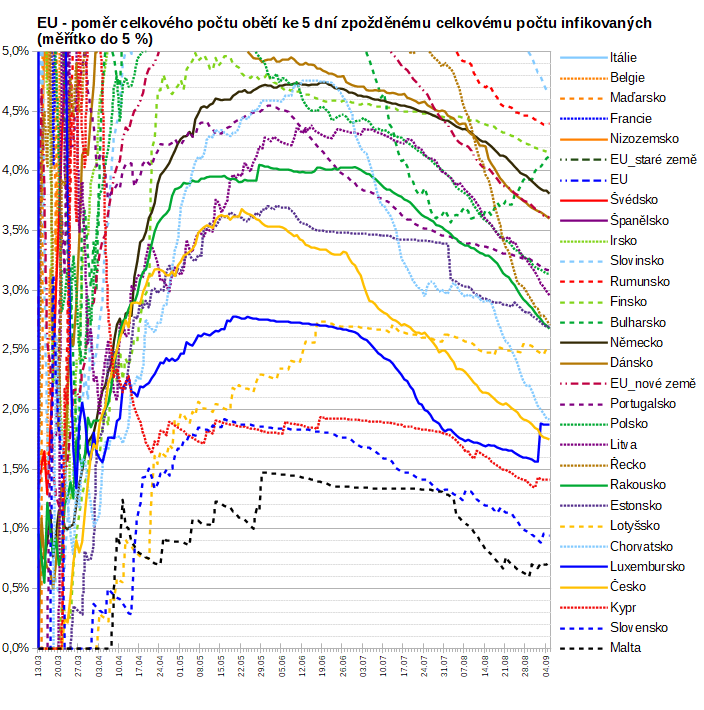 EU - poměr celkového počtu obětí ke 5 dní zpožděnému celkovému počtu infikovaných
(měřítko do 5 %)
5,0%
4,5%
4,0%
3,5%
3,0%
2,5%
2,0%
1,5%
1,0%
0,5%
0,0%
13.03
20.03
27.03
03.04
10.04
17.04
24.04
01.05
08.05
15.05
22.05
29.05
05.06
12.06
19.06
26.06
03.07
10.07
17.07
24.07
31.07
07.08
14.08
21.08
28.08
04.09
Itálie
Belgie
Maďarsko
Francie
Nizozemsko
EU_staré země
EU
Švédsko
Španělsko
Irsko
Slovinsko
Rumunsko
Finsko
Bulharsko
Německo
Dánsko
EU_nové země
Portugalsko
Polsko
Litva
Řecko
Rakousko
Estonsko
Lotyšsko
Chorvatsko
Luxembursko
Česko
Kypr
Slovensko
Malta